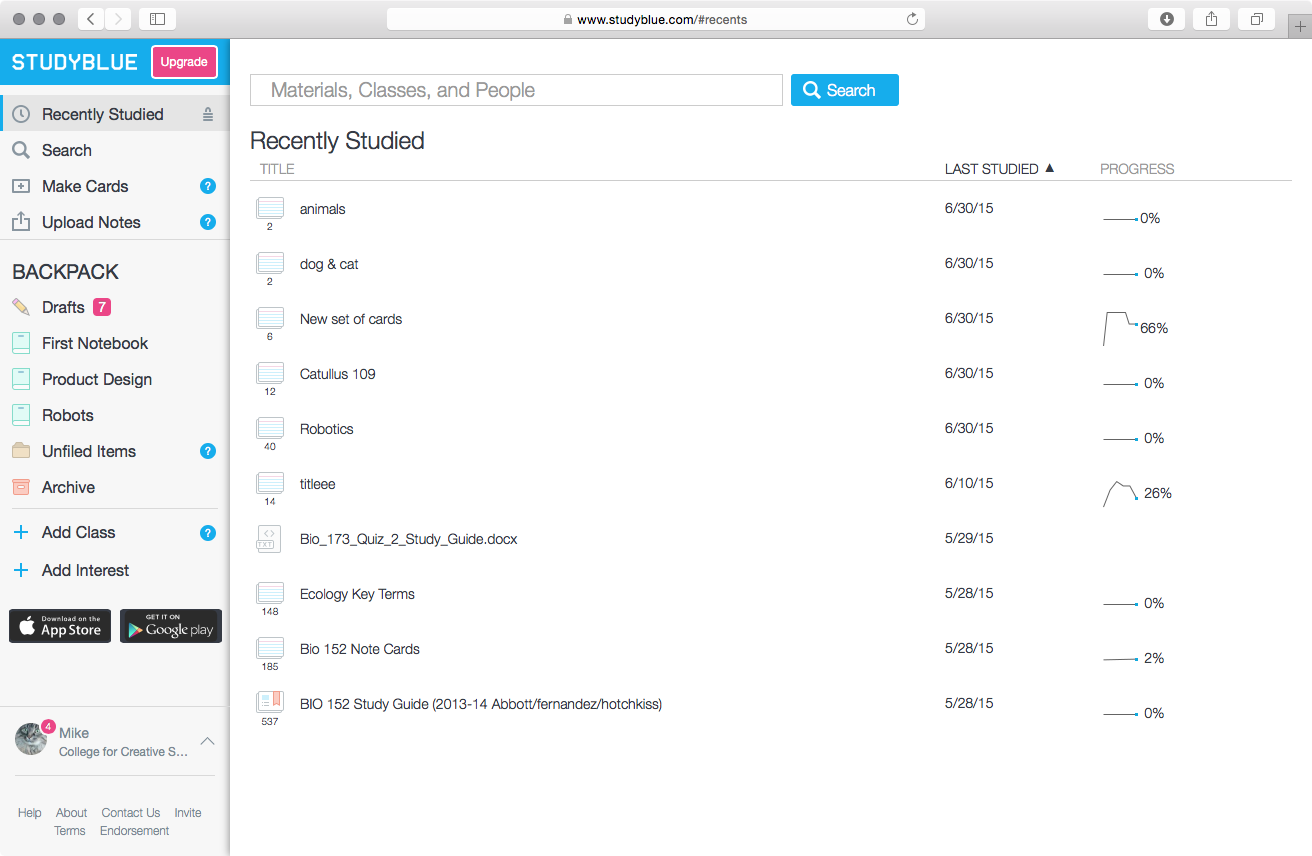 www.studyblue.com/#recents
STUDYBLUE
Upgrade
Recently Studied
Search
Make Cards ?
Upload Notes ?
BACKPACK
Drafts 7
First Notebook
Product Design
Robots
Unfiled Items ?
Archive
Add Class ?
Add Interest
Download on the
App Store
GET IT ON
Google play
4
Mike
College for Creative S...
Help About Contact Us Invite
Terms Endorsement
Materials, Classes, and People
Search
Recently Studied
TITLE LAST STUDIED ▲ PROGRESS
animals 6/30/15 0%
2
dog & cat 6/30/15 0%
2
New set of cards 6/30/15 66%
6
Catullus 109 6/30/15 0%
12
Robotics 6/30/15 0%
40
titleee 6/10/15 26%
14
TXT
Bio_173_Quiz_2_Study_Guide.docx 5/29/15
Ecology Key Terms 5/28/15 0%
148
Bio 152 Note Cards 5/28/15 2%
185
BIO 152 Study Guide (2013-14 Abbott/fernandez/hotchkiss) 5/28/15 0%
537